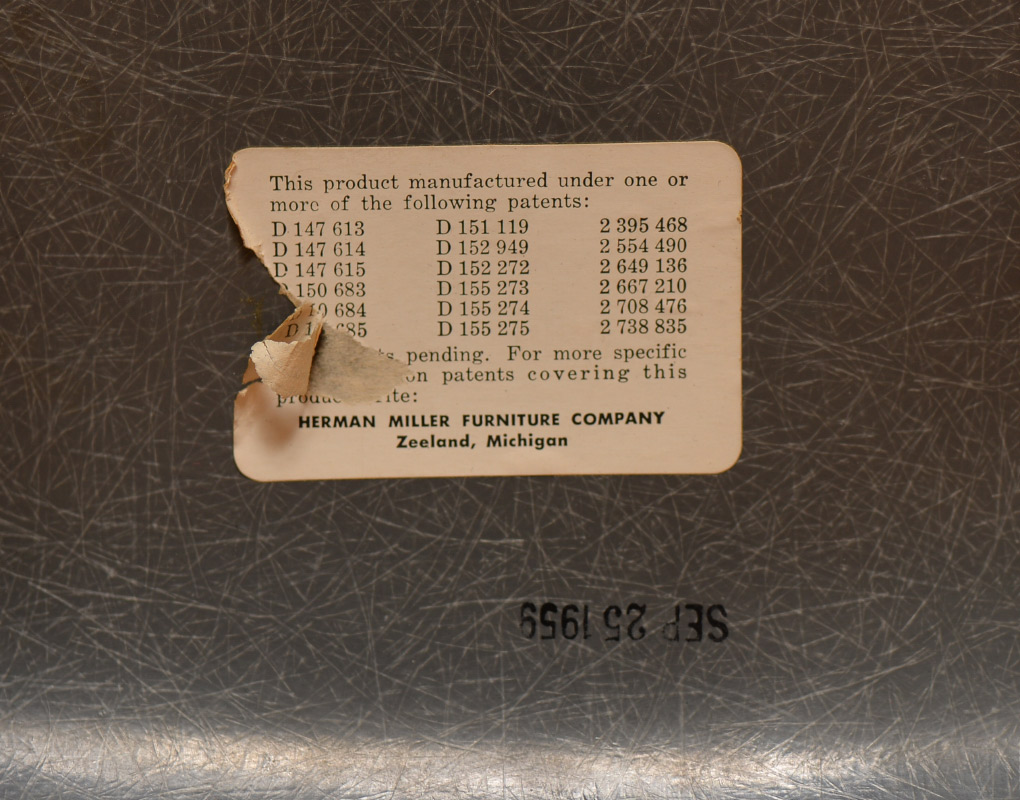 This product manufactured under one or
more of the following patents:
D 147 613 D 151 119 2 395 468
D 147 614 D 152 949 2 554 490
D 147 615 D 152 272 2 649 136
150 683 D 155 273 2 667 210
684 D 155 274 2 708 476
D 155 275 2 738 835
pending. For more specific
on patents covering this
HERMAN MILLER FURNITURE COMPANY
Zeeland, Michigan
SEP 25 1959